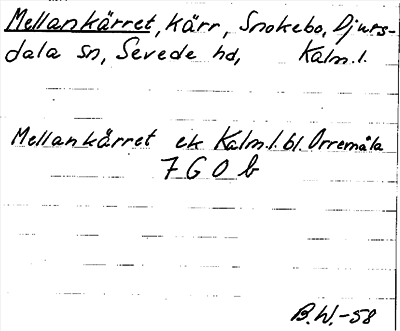 Mellankärret, kärr, Snokebo, Djurs-
dala sn, Sevede hd, Kalm.l.
Mellankärret ek Kalm.l. bl. Orremåla
7 G 0 b
B.W.-58